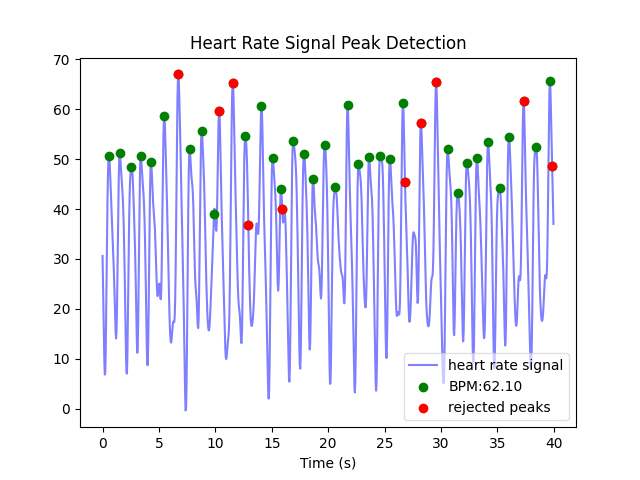 Heart Rate Signal Peak Detection
70
60
50
40
30
20
10
0
0 5 10 15 20 25 30 35 40
Time (s)
heart rate signal
BPM:62.10
rejected peaks